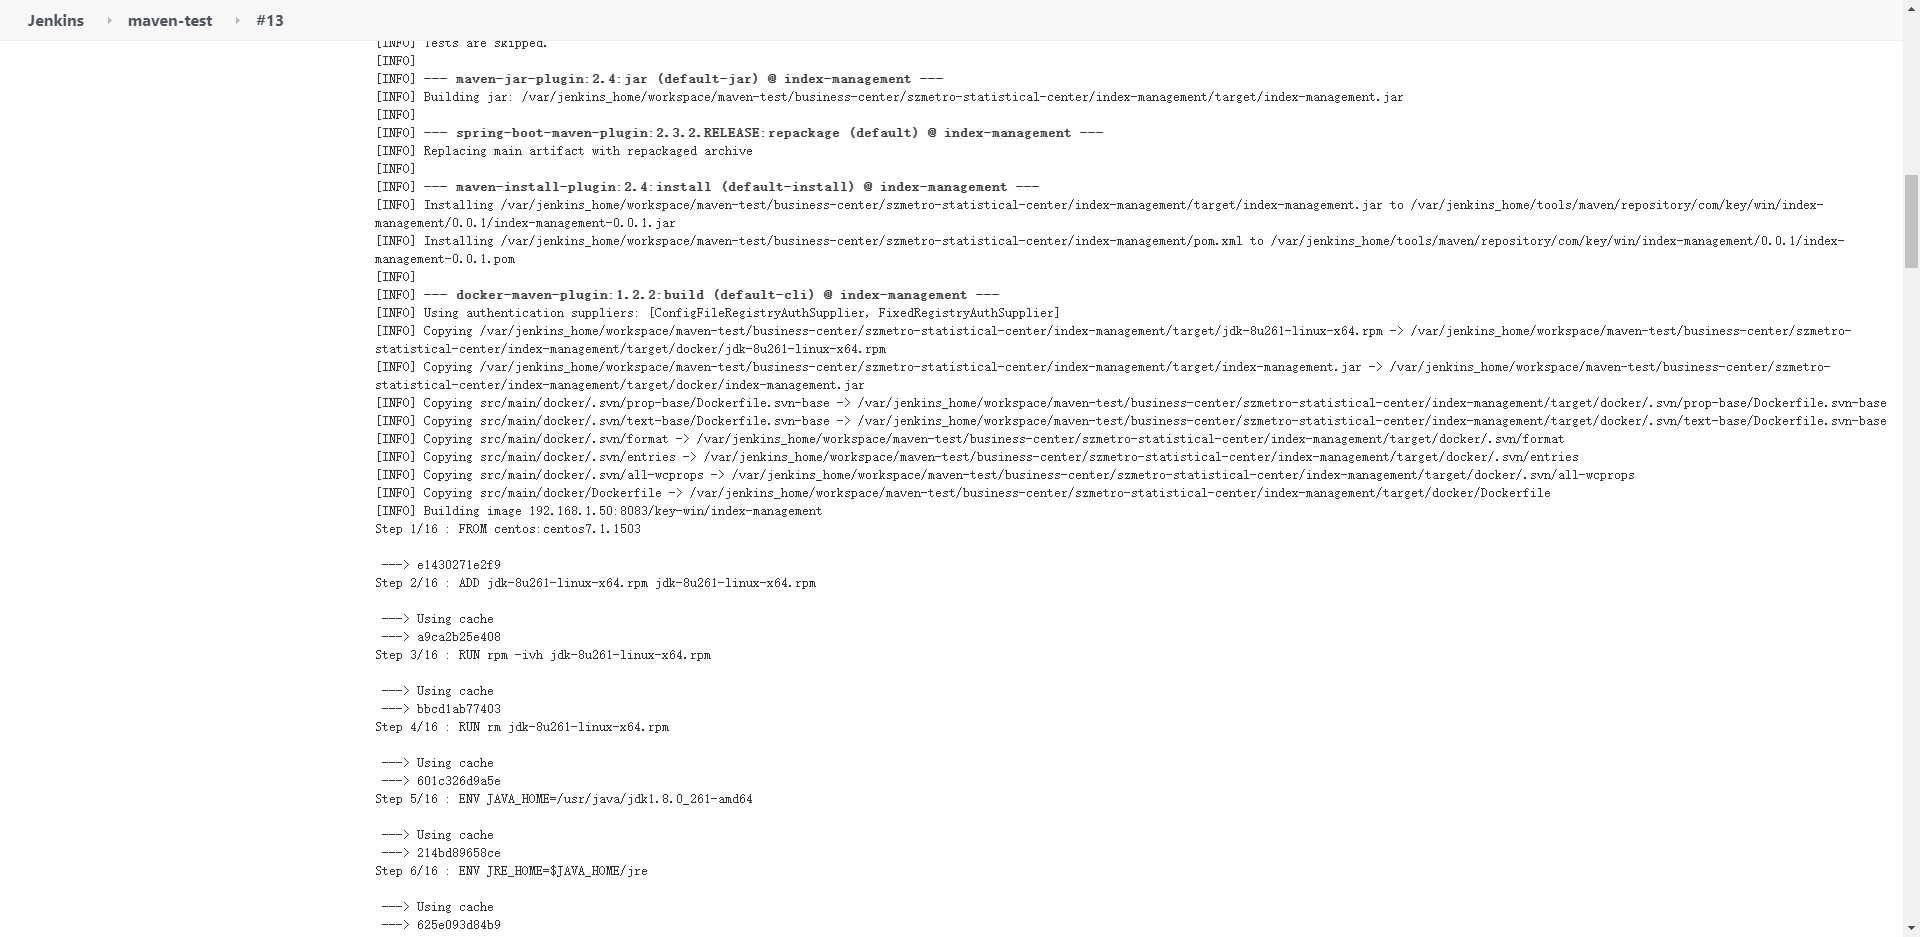 Jenkins maven-test #13
[INFO] Tests are skipped.
[INFO]
[INFO] --- maven-jar-plugin:2.4:jar (default-jar) @ index-management ---
[INFO] Building jar: /var/jenkins_home/workspace/maven-test/business-center/szmetro-statistical-center/index-management/target/index-management.jar
[INFO]
[INFO] --- spring-boot-maven-plugin:2.3.2.RELEASE:repackage (default) @ index-management ---
[INFO] Replacing main artifact with repackaged archive
[INFO]
[INFO] --- maven-install-plugin:2.4:install (default-install) @ index-management ---
[INFO] Installing /var/jenkins_home/workspace/maven-test/business-center/szmetro-statistical-center/index-management/target/index-management.jar to /var/jenkins_home/tools/maven/repository/com/key/win/index-
management/0.0.1/index-management-0.0.1.jar
[INFO] Installing /var/jenkins_home/workspace/maven-test/business-center/szmetro-statistical-center/index-management/pom.xml to /var/jenkins_home/tools/maven/repository/com/key/win/index-management/0.0.1/index-
management-0.0.1.pom
[INFO]
[INFO] --- docker-maven-plugin:1.2.2:build (default-cli) @ index-management ---
[INFO] Using authentication suppliers: [ConfigFileRegistryAuthSupplier, FixedRegistryAuthSupplier]
[INFO] Copying /var/jenkins_home/workspace/maven-test/business-center/szmetro-statistical-center/index-management/target/jdk-8u261-linux-x64.rpm -> /var/jenkins_home/workspace/maven-test/business-center/szmetro-
statistical-center/index-management/target/docker/jdk-8u261-linux-x64.rpm
[INFO] Copying /var/jenkins_home/workspace/maven-test/business-center/szmetro-statistical-center/index-management/target/index-management.jar -> /var/jenkins_home/workspace/maven-test/business-center/szmetro-
statistical-center/index-management/target/docker/index-management.jar
[INFO] Copying src/main/docker/.svn/prop-base/Dockerfile.svn-base -> /var/jenkins_home/workspace/maven-test/business-center/szmetro-statistical-center/index-management/target/docker/.svn/prop-base/Dockerfile.svn-base
[INFO] Copying src/main/docker/.svn/text-base/Dockerfile.svn-base -> /var/jenkins_home/workspace/maven-test/business-center/szmetro-statistical-center/index-management/target/docker/.svn/text-base/Dockerfile.svn-base
[INFO] Copying src/main/docker/.svn/format -> /var/jenkins_home/workspace/maven-test/business-center/szmetro-statistical-center/index-management/target/docker/.svn/format
[INFO] Copying src/main/docker/.svn/entries -> /var/jenkins_home/workspace/maven-test/business-center/szmetro-statistical-center/index-management/target/docker/.svn/entries
[INFO] Copying src/main/docker/.svn/all-wcprops -> /var/jenkins_home/workspace/maven-test/business-center/szmetro-statistical-center/index-management/target/docker/.svn/all-wcprops
[INFO] Copying src/main/docker/Dockerfile -> /var/jenkins_home/workspace/maven-test/business-center/szmetro-statistical-center/index-management/target/docker/Dockerfile
[INFO] Building image 192.168.1.50:8083/key-win/index-management
Step 1/16 : FROM centos:centos7.1.1503
---> e1430271e2f9
Step 2/16 : ADD jdk-8u261-linux-x64.rpm jdk-8u261-linux-x64.rpm
---> Using cache
---> a9ca2b25e408
Step 3/16 : RUN rpm -ivh jdk-8u261-linux-x64.rpm
---> Using cache
---> bbcd1ab77403
Step 4/16 : RUN rm jdk-8u261-linux-x64.rpm
---> Using cache
---> 601c326d9a5e
Step 5/16 : ENV JAVA_HOME=/usr/java/jdk1.8.0_261-amd64
---> Using cache
---> 214bd89658ce
Step 6/16 : ENV JRE_HOME=$JAVA_HOME/jre
---> Using cache
---> 625e093d84b9